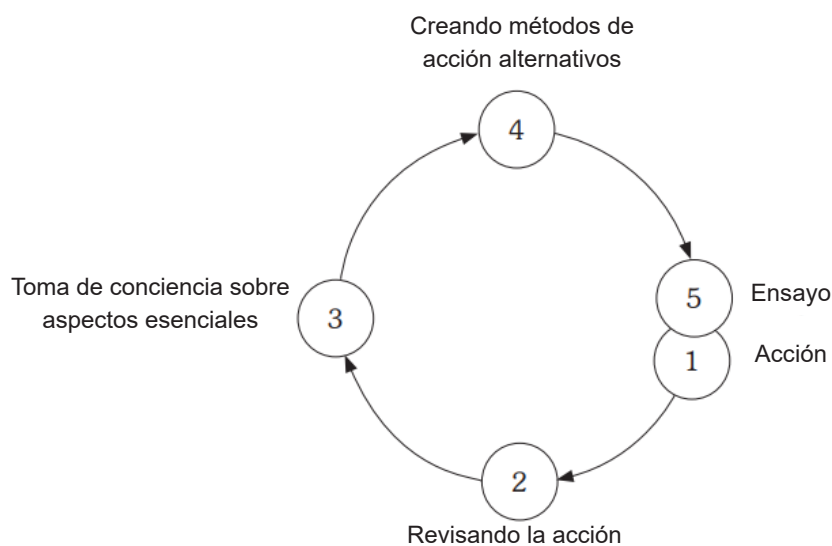 Creando métodos de
acción alternativos
4
Toma de conciencia sobre
aspectos esenciales
3
5
Ensayo
1
Acción
2
Revisando la acción